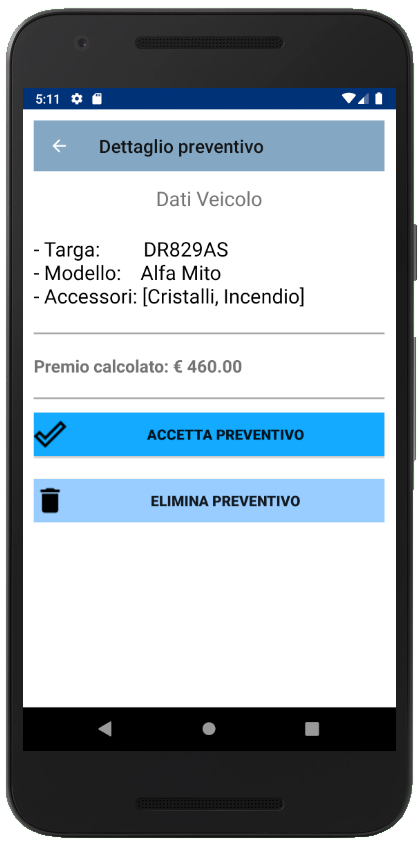 5:11
Dettaglio preventivo
Dati Veicolo
- Targa: DR829AS
- Modello: Alfa Mito
- Accessori: [Cristalli, Incendio]
Premio calcolato: € 460.00
ACCETTA PREVENTIVO
ELIMINA PREVENTIVO